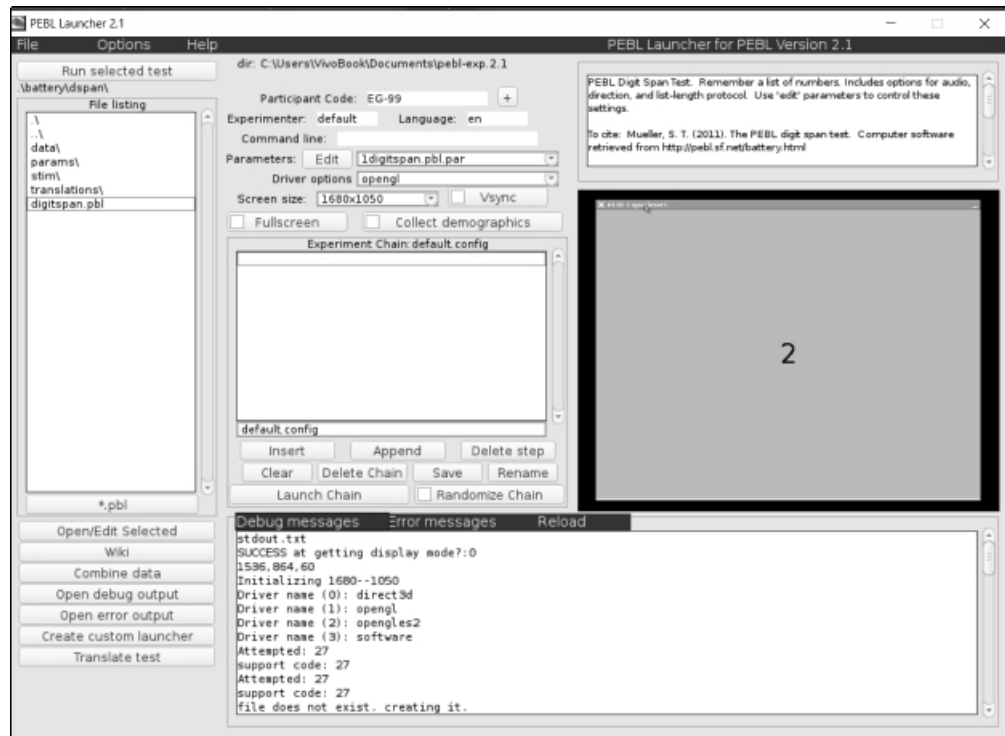 PEBL Launcher 2.1
File Options Help PEBL Launcher for PEBL Version 2.1
Run selected test
.\battery\dspan\
File listing
.\
..\
data\
params\
stim\
translations\
digitspan.pbl
*.pbl
Open/Edit Selected
Wiki
Combine data
Open debug output
Open error output
Create custom launcher
Translate test
dir: C:\Users\VivoBook\Documents\pebl-exp.2.1
Participant Code: EG-99 +
Experimenter: default Language: en
Command line:
Parameters: Edit 1digitspan.pbl.par
Driver options opengl
Screen size: 1680x1050 Vsync
Fullscreen Collect demographics
Experiment Chain:default.config
default.config
Insert Append Delete step
Clear Delete Chain Save Rename
Launch Chain Randomize Chain
PEBL Digit Span Test. Remember a list of numbers. Includes options for audio,
direction, and list-length protocol. Use 'edit' parameters to control these
settings.
To cite: Mueller, S. T. (2011). The PEBL digit span test. Computer software
retrieved from http://pebl.sf.net/battery.html
2
Debug messages Error messages Reload
stdout.txt
SUCCESS at getting display mode?:0
1536,864,60
Initializing 1680--1050
Driver name (0): direct3d
Driver name (1): opengl
Driver name (2): opengles2
Driver name (3): software
Attempted: 27
support code: 27
Attempted: 27
support code: 27
file does not exist. creating it.